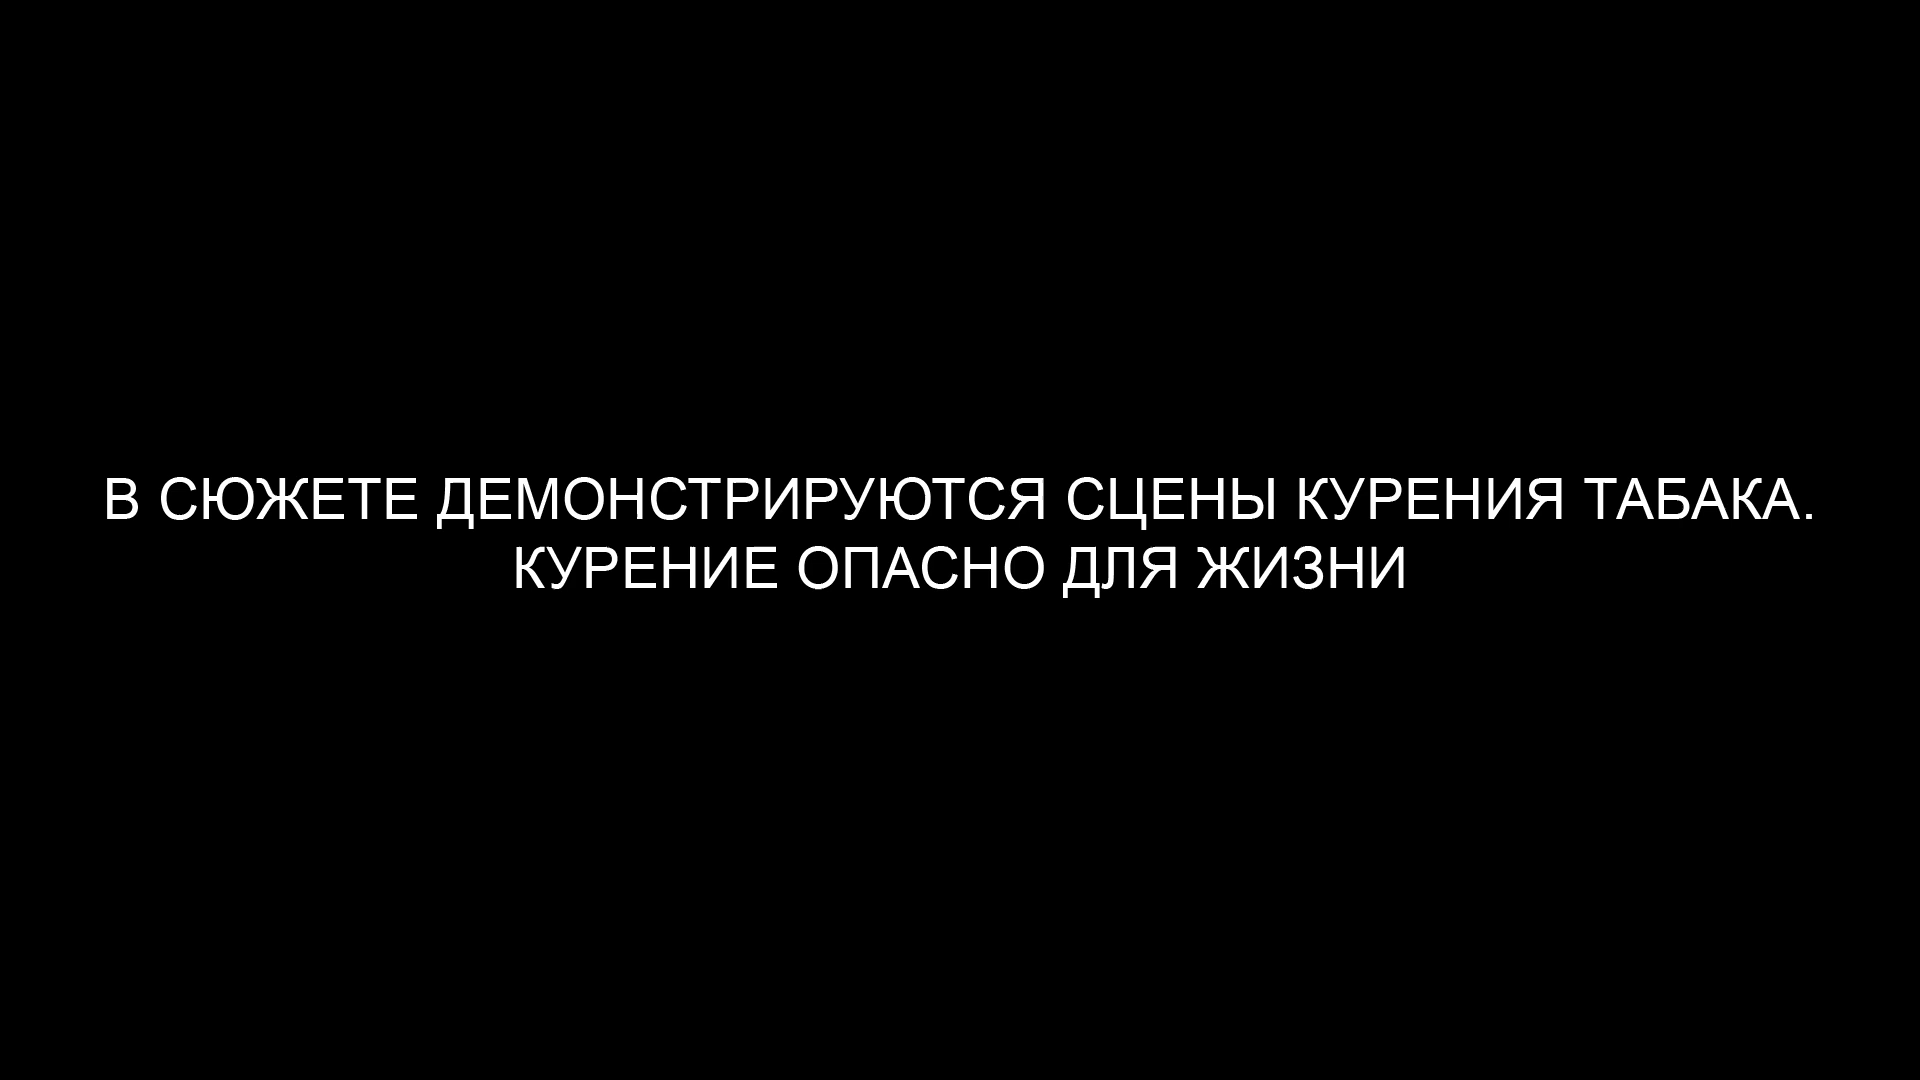 В СЮЖЕТЕ ДЕМОНСТРИРУЮТСЯ СЦЕНЫ КУРЕНИЯ ТАБАКА.
КУРЕНИЕ ОПАСНО ДЛЯ ЖИЗНИ